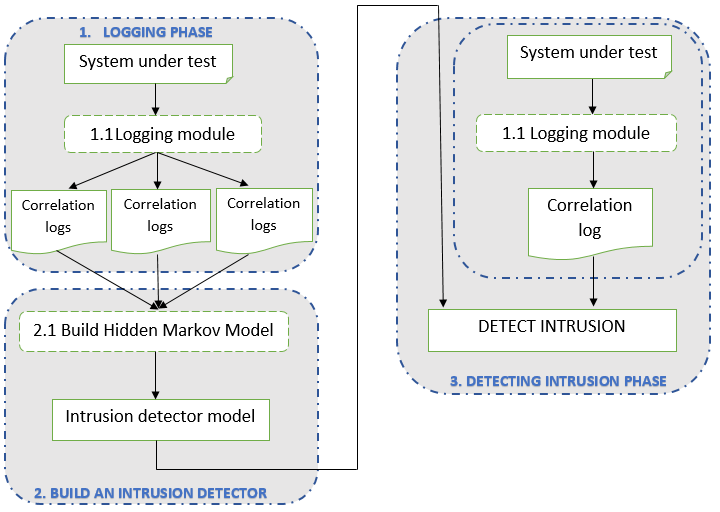 1. LOGGING PHASE
System under test
1.1Logging module
Correlation
logs
Correlation
logs
Correlation
logs
2.1 Build Hidden Markov Model
Intrusion detector model
2. BUILD AN INTRUSION DETECTOR
System under test
1.1 Logging module
Correlation
log
DETECT INTRUSION
3. DETECTING INTRUSION PHASE